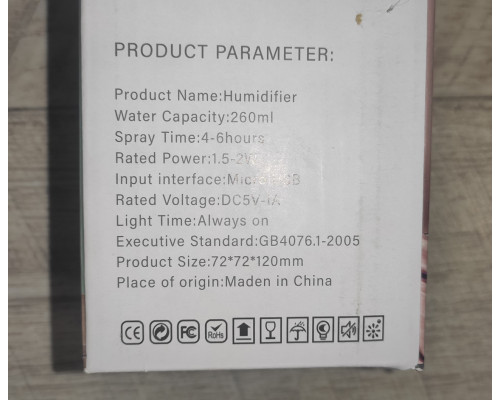 PRODUCT PARAMETER:
Product Name:Humidifier
Water Capacity:260ml
Spray Time:4-6hours
Rated Power:1.5-2W
Input interface:
Rated Voltage:DC5V-1A
Light Time:Always on
Executive Standard:GB4076.1-2005
Product Size:72*72*120mm
Place of origin:Maden in China
CE FC RoHS